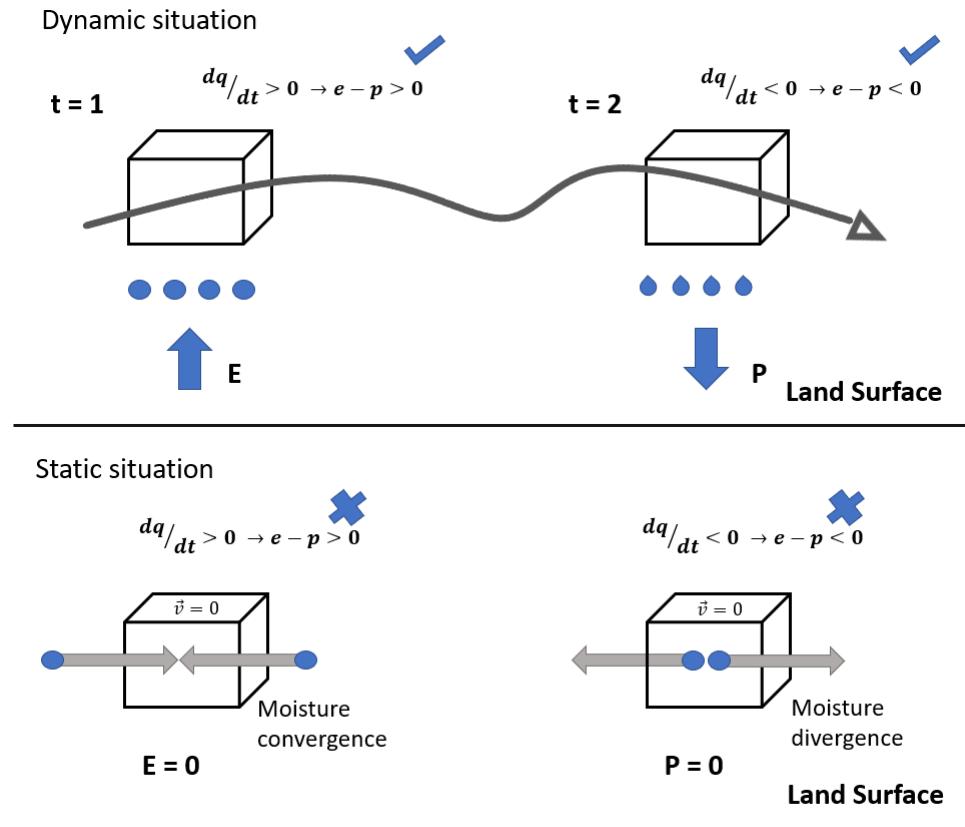 Dynamic situation
dq/dt > 0 → e − p > 0
dq/dt < 0 → e − p < 0
t = 1
t = 2
E
P
Land Surface
Static situation
dq/dt > 0 → e − p > 0
dq/dt < 0 → e − p < 0
v⃗ = 0
v⃗ = 0
Moisture
convergence
Moisture
divergence
E = 0
P = 0
Land Surface